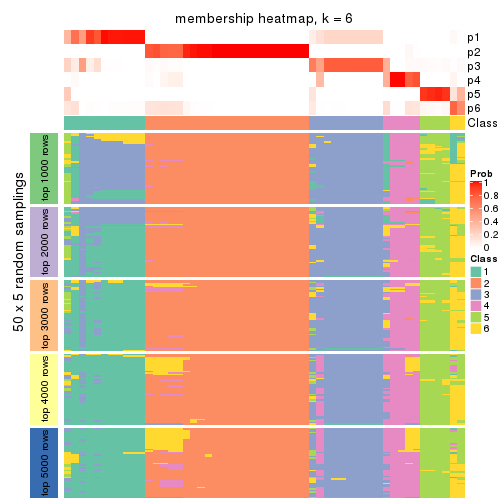 membership heatmap, k = 6
p1
p2
p3
p4
p5
p6
Class
50 x 5 random samplings
top 1000 rows
top 2000 rows
top 3000 rows
top 4000 rows
top 5000 rows
Prob
1
0.8
0.6
0.4
0.2
0
Class
1
2
3
4
5
6